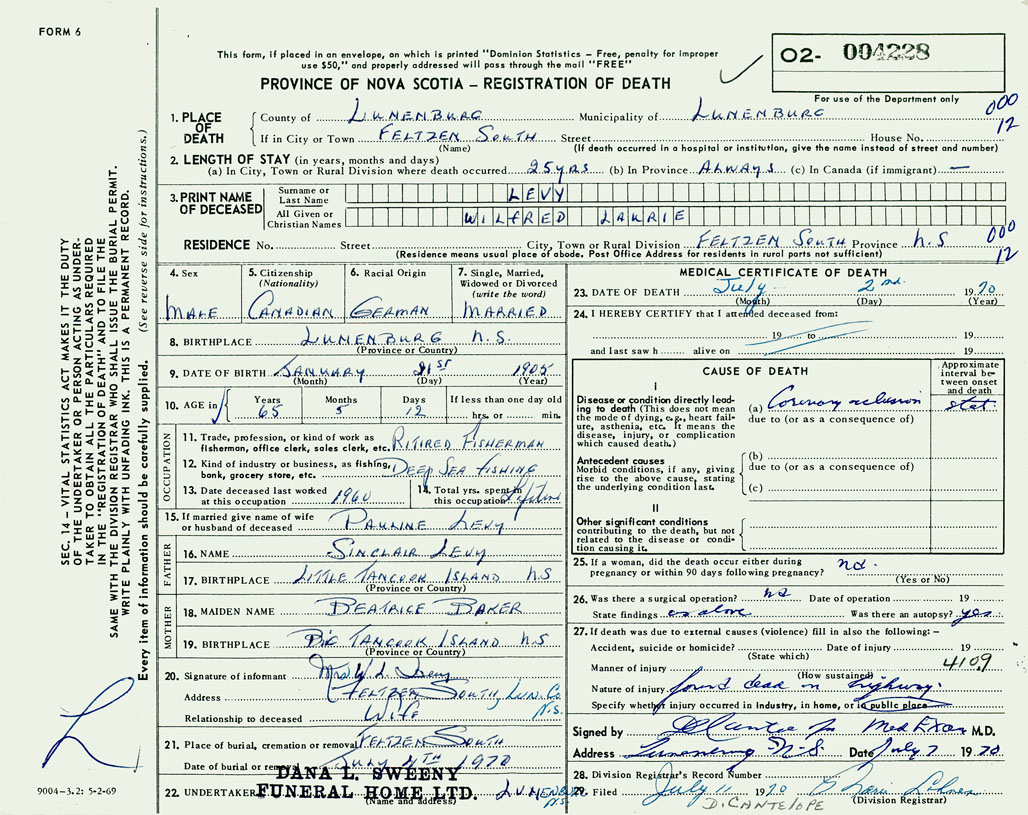 FORM 6
This form, if placed in an envelope, on which is printed "Dominion Statistics – Free, penalty for improper
use $50," and properly addressed will pass through the mail "FREE"
O2- 004228
PROVINCE OF NOVA SCOTIA – REGISTRATION OF DEATH
For use of the Department only
1. PLACE OF DEATH
County of LUNENBURG Municipality of LUNENBURG 000
If in City or Town FELTZEN SOUTH Street House No. 12
(Name) (If death occurred in a hospital or institution, give the name instead of street and number)
2. LENGTH OF STAY (in years, months and days)
(a) In City, Town or Rural Division where death occurred 25 YRS (b) In Province ALWAYS (c) In Canada (if immigrant) —
3. PRINT NAME OF DECEASED
Surname or Last Name LEVY
All Given or Christian Names WILFRED LAURIE
RESIDENCE No. Street City, Town or Rural Division FELTZEN SOUTH Province N.S 000
(Residence means usual place of abode. Post Office Address for residents in rural parts not sufficient) 12
4. Sex
MALE
5. Citizenship
(Nationality)
CANADIAN
6. Racial Origin
GERMAN
7. Single, Married,
Widowed or Divorced
(write the word)
MARRIED
8. BIRTHPLACE LUNENBURG N.S.
(Province or Country)
9. DATE OF BIRTH JANUARY 21ST 1905
(Month) (Day) (Year)
10. AGE in
Years Months Days If less than one day old
65 5 12 hrs. or min.
OCCUPATION
11. Trade, profession, or kind of work as
fisherman, office clerk, sales clerk, etc. RITIRED FISHERMAN
12. Kind of industry or business, as fishing,
bank, grocery store, etc. DEEP SEA FISHING
13. Date deceased last worked
at this occupation 1960
14. Total yrs. spent in
this occupation Lifetime
15. If married give name of wife
or husband of deceased PAULINE LEVY
FATHER
16. NAME SINCLAIR LEVY
17. BIRTHPLACE LITTLE TANCOOK ISLAND N.S
(Province or Country)
MOTHER
18. MAIDEN NAME BEATRICE BAKER
19. BIRTHPLACE BIG TANCOOK ISLAND N.S
(Province or Country)
20. Signature of informant Mrs W L Levy
Address FELTZEN SOUTH, LUN. CO
N.S.
Relationship to deceased WIFE
21. Place of burial, cremation or removal FELTZEN SOUTH
Date of burial or removal JULY 4TH 1970
DANA L. SWEENY
22. UNDERTAKER FUNERAL HOME LTD. LUNENBURG
(Name and address) N.S.
MEDICAL CERTIFICATE OF DEATH
23. DATE OF DEATH July 2nd 1970
(Month) (Day) (Year)
24. I HEREBY CERTIFY that I attended deceased from:
19 to 19
and last saw h alive on 19
CAUSE OF DEATH
Approximate
interval be-
tween onset
and death
I
Disease or condition directly lead-
ing to death (This does not mean
the mode of dying, e.g., heart fail-
ure, asthenia, etc. It means the
disease, injury, or complication
which caused death.)
(a) Coronary occlusion stat
due to (or as a consequence of)
Antecedent causes
Morbid conditions, if any, giving
rise to the above cause, stating
the underlying condition last.
(b)
due to (or as a consequence of)
(c)
II
Other significant conditions
contributing to the death, but not
related to the disease or condi-
tion causing it.
25. If a woman, did the death occur either during
pregnancy or within 90 days following pregnancy?
(Yes or No)
26. Was there a surgical operation? no Date of operation 19
State findings as above Was there an autopsy? yes
27. If death was due to external causes (violence) fill in also the following: –
Accident, suicide or homicide? Date of injury 19
(State which)
4109
Manner of injury
(How sustained)
Nature of injury found dead on highway.
Specify whether injury occurred in Industry, in home, or in public place
Signed by Med Exam M.D.
Address Lunenburg N-S. Date July 7 1970
28. Division Registrar's Record Number
29. Filed July 11 1970
(Division Registrar)
D. CANTELOPE
SEC. 14 – VITAL STATISTICS ACT MAKES IT THE DUTY
OF THE UNDERTAKER OR PERSON ACTING AS UNDER-
TAKER TO OBTAIN ALL THE PARTICULARS REQUIRED
IN THE "REGISTRATION OF DEATH" AND TO FILE THE
SAME WITH THE DIVISION REGISTRAR WHO SHALL ISSUE THE BURIAL PERMIT.
WRITE PLAINLY WITH UNFADING INK. THIS IS A PERMANENT RECORD.
Every item of information should be carefully supplied. (See reverse side for instructions.)
9004-3.2: 5-2-69